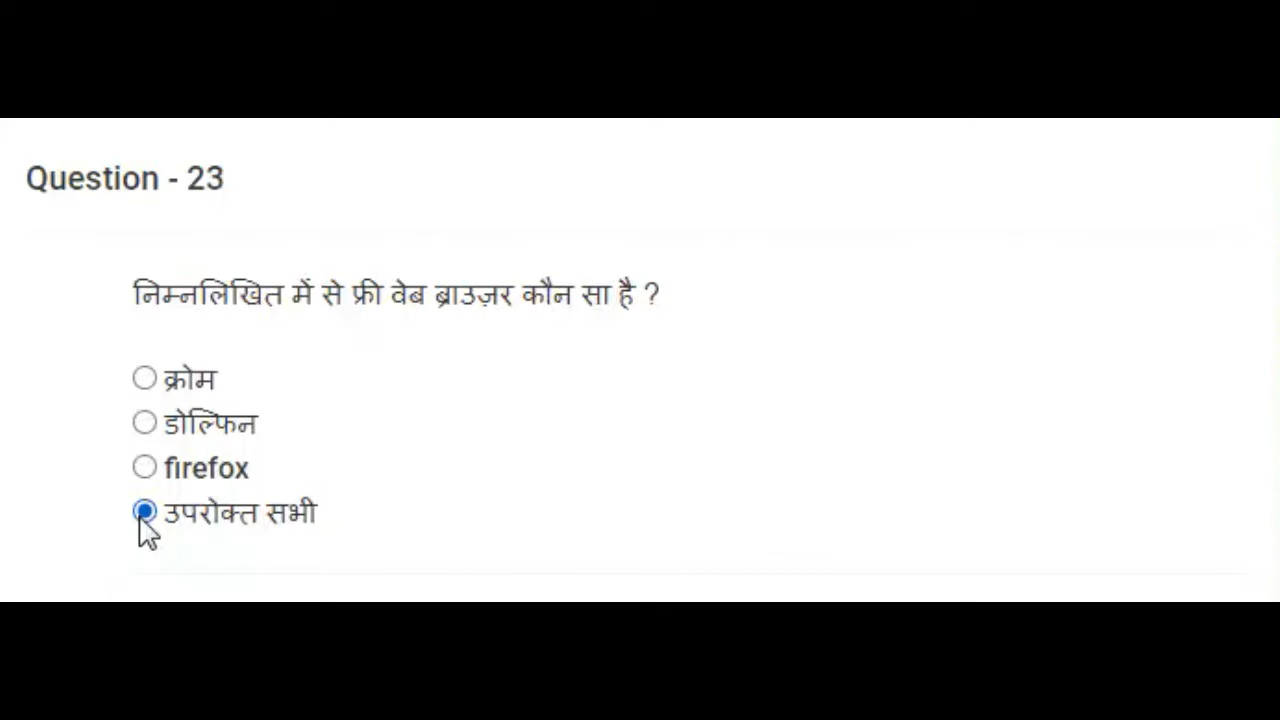 Question - 23
निम्नलिखित में से फ्री वेब ब्राउज़र कौन सा है ?
क्रोम
डोल्फिन
firefox
उपरोक्त सभी